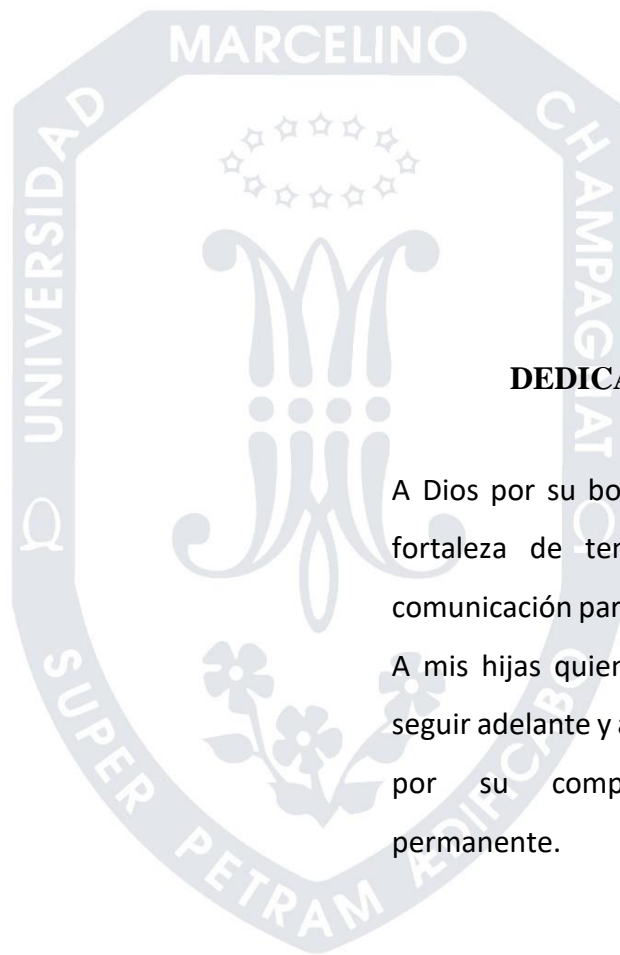 MARCELINO
UNIVERSIDAD
CHAMPAGNAT
SUPER PETRAM ÆDIFICABO
DEDICA
A Dios por su bo
fortaleza de ter
comunicación par
A mis hijas quier
seguir adelante y a
por su comp
permanente.